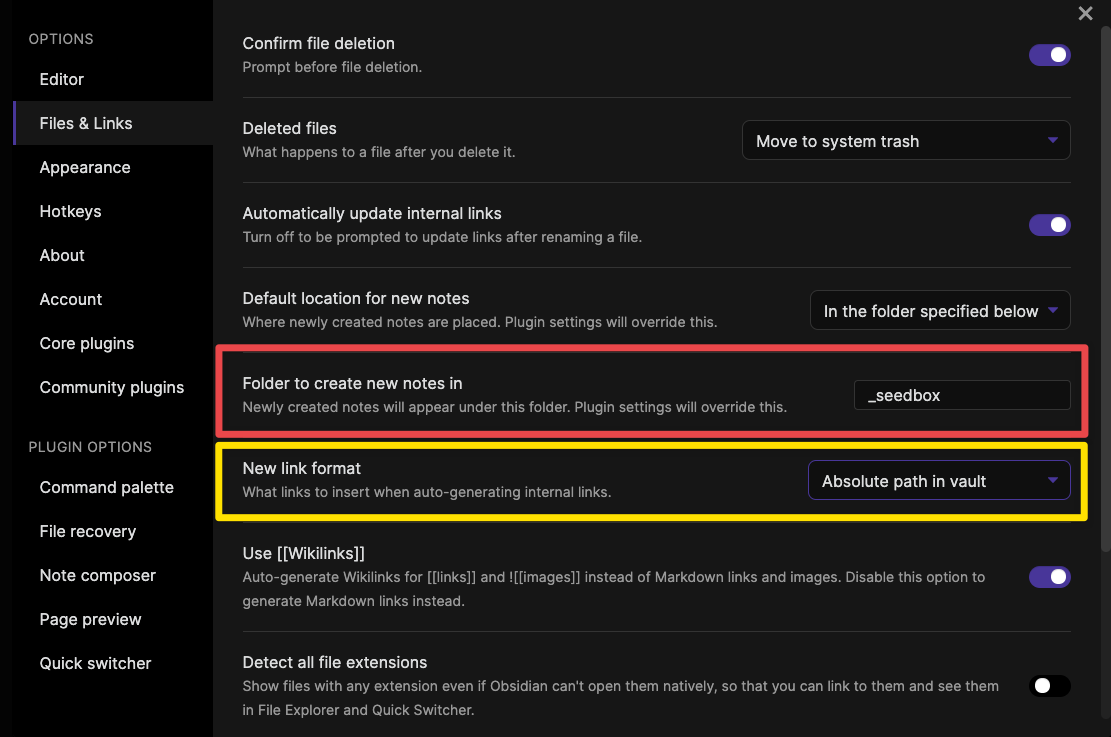 OPTIONS
Editor
Files & Links
Appearance
Hotkeys
About
Account
Core plugins
Community plugins
PLUGIN OPTIONS
Command palette
File recovery
Note composer
Page preview
Quick switcher
Confirm file deletion
Prompt before file deletion.
Deleted files
What happens to a file after you delete it.
Move to system trash
Automatically update internal links
Turn off to be prompted to update links after renaming a file.
Default location for new notes
Where newly created notes are placed. Plugin settings will override this.
In the folder specified below
Folder to create new notes in
Newly created notes will appear under this folder. Plugin settings will override this.
_seedbox
New link format
What links to insert when auto-generating internal links.
Absolute path in vault
Use [[Wikilinks]]
Auto-generate Wikilinks for [[links]] and ![[images]] instead of Markdown links and images. Disable this option to
generate Markdown links instead.
Detect all file extensions
Show files with any extension even if Obsidian can't open them natively, so that you can link to them and see them
in File Explorer and Quick Switcher.